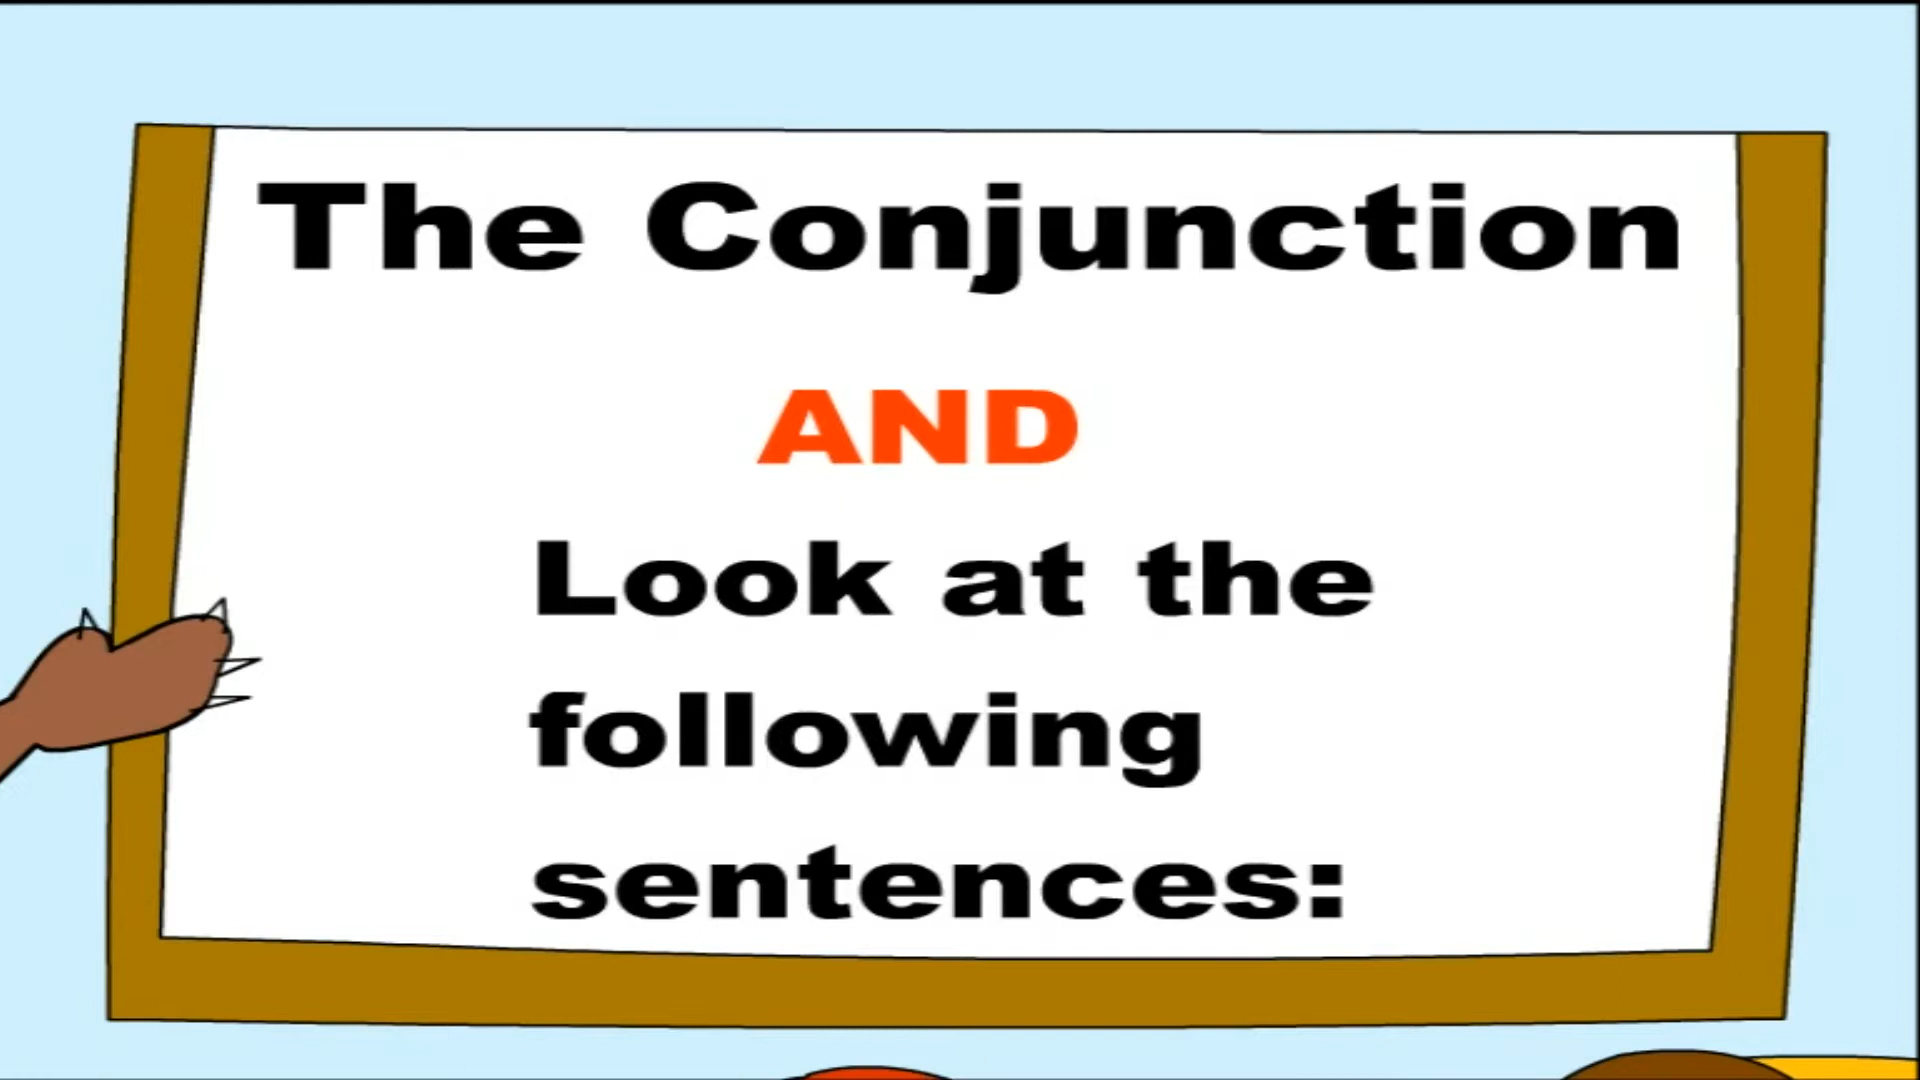 The Conjunction
AND
Look at the
following
sentences: